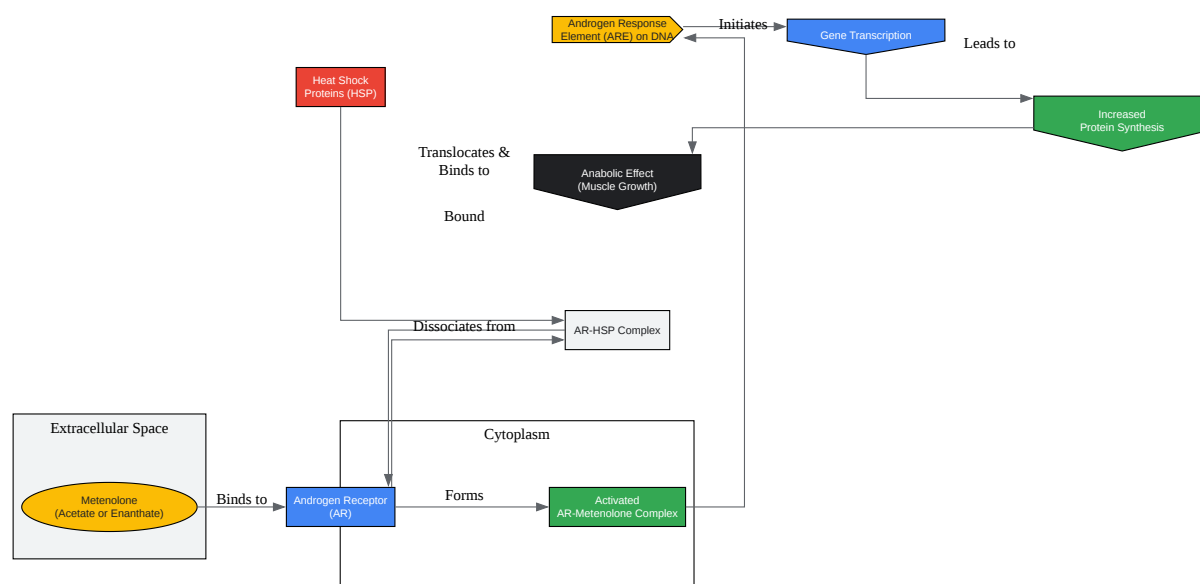 Androgen Response
Element (ARE) on DNA
Initiates
Gene Transcription
Leads to
Heat Shock
Proteins (HSP)
Increased
Protein Synthesis
Translocates &
Binds to
Anabolic Effect
(Muscle Growth)
Bound
Dissociates from
AR-HSP Complex
Extracellular Space
Cytoplasm
Metenolone
(Acetate or Enanthate)
Binds to
Androgen Receptor
(AR)
Forms
Activated
AR-Metenolone Complex